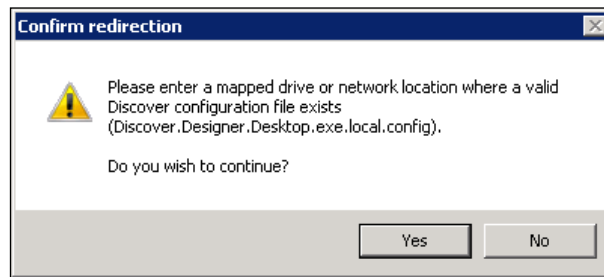 Confirm redirection
Please enter a mapped drive or network location where a valid
Discover configuration file exists
(Discover.Designer.Desktop.exe.local.config).
Do you wish to continue?
Yes No